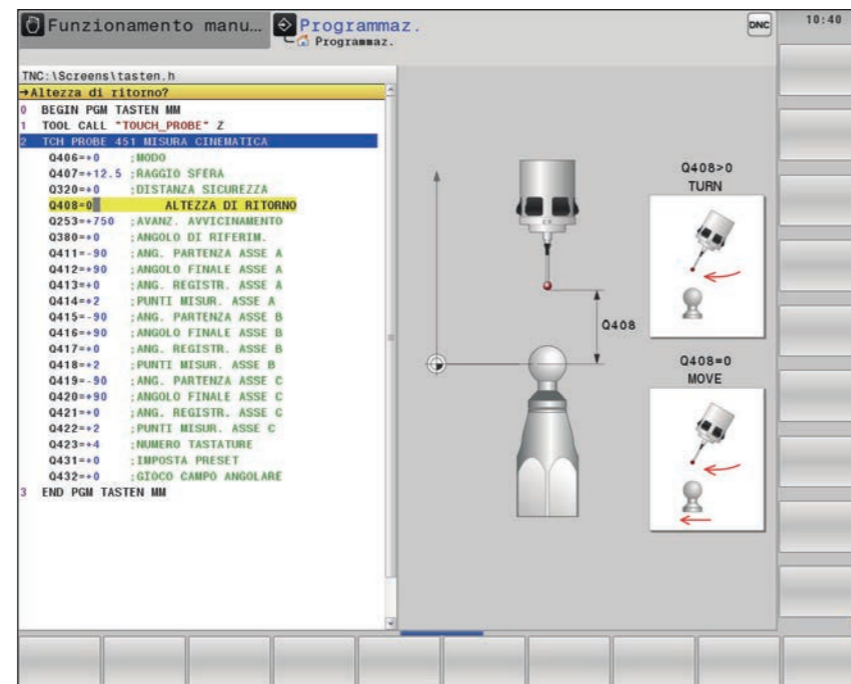 Funzionamento manu... Programmaz.
Programmaz.
DNC
10:40
TNC:\Screens\tasten.h
→Altezza di ritorno?
0 BEGIN PGM TASTEN MM
1 TOOL CALL "TOUCH_PROBE" Z
2 TCH PROBE 451 MISURA CINEMATICA
Q406=+0 ;MODO
Q407=+12.5 ;RAGGIO SFERA
Q320=+0 ;DISTANZA SICUREZZA
Q408=0 ALTEZZA DI RITORNO
Q253=+750 ;AVANZ. AVVICINAMENTO
Q380=+0 ;ANGOLO DI RIFERIM.
Q411=-90 ;ANG. PARTENZA ASSE A
Q412=+90 ;ANGOLO FINALE ASSE A
Q413=+0 ;ANG. REGISTR. ASSE A
Q414=+2 ;PUNTI MISUR. ASSE A
Q415=-90 ;ANG. PARTENZA ASSE B
Q416=+90 ;ANGOLO FINALE ASSE B
Q417=+0 ;ANG. REGISTR. ASSE B
Q418=+2 ;PUNTI MISUR. ASSE B
Q419=-90 ;ANG. PARTENZA ASSE C
Q420=+90 ;ANGOLO FINALE ASSE C
Q421=+0 ;ANG. REGISTR. ASSE C
Q422=+2 ;PUNTI MISUR. ASSE C
Q423=+4 ;NUMERO TASTATURE
Q431=+0 ;IMPOSTA PRESET
Q432=+0 ;GIOCO CAMPO ANGOLARE
3 END PGM TASTEN MM
Q408
Q408>0
TURN
Q408=0
MOVE